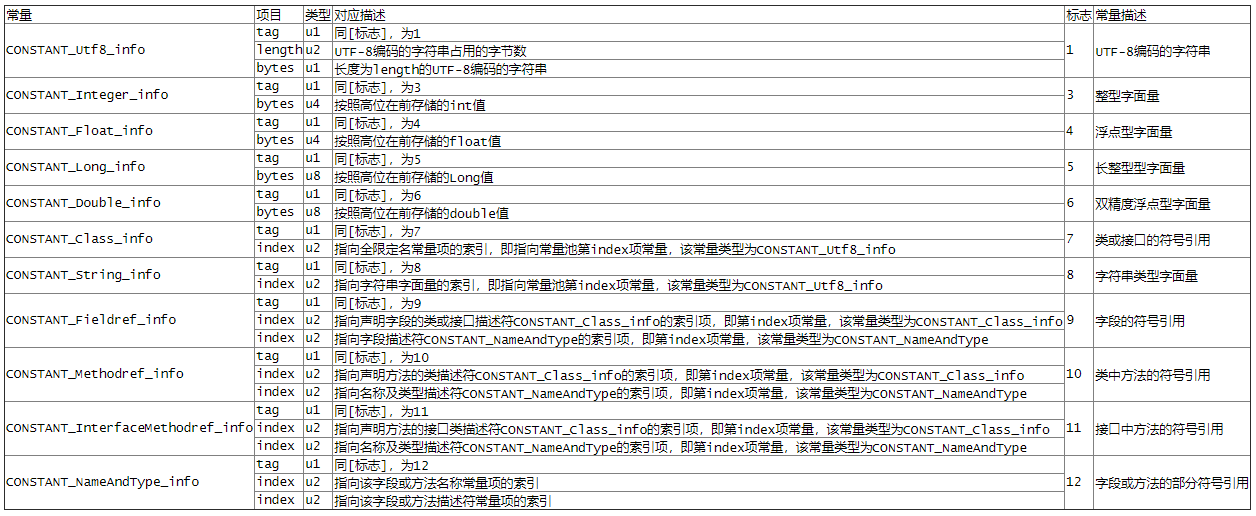 常量 项目 类型 对应描述 标志 常量描述
CONSTANT_Utf8_info tag u1 同[标志]，为1 1 UTF-8编码的字符串
length u2 UTF-8编码的字符串占用的字节数
bytes u1 长度为length的UTF-8编码的字符串
CONSTANT_Integer_info tag u1 同[标志]，为3 3 整型字面量
bytes u4 按照高位在前存储的int值
CONSTANT_Float_info tag u1 同[标志]，为4 4 浮点型字面量
bytes u4 按照高位在前存储的float值
CONSTANT_Long_info tag u1 同[标志]，为5 5 长整型型字面量
bytes u8 按照高位在前存储的Long值
CONSTANT_Double_info tag u1 同[标志]，为6 6 双精度浮点型字面量
bytes u8 按照高位在前存储的double值
CONSTANT_Class_info tag u1 同[标志]，为7 7 类或接口的符号引用
index u2 指向全限定名常量项的索引，即指向常量池第index项常量，该常量类型为CONSTANT_Utf8_info
CONSTANT_String_info tag u1 同[标志]，为8 8 字符串类型字面量
index u2 指向字符串字面量的索引，即指向常量池第index项常量，该常量类型为CONSTANT_Utf8_info
CONSTANT_Fieldref_info tag u1 同[标志]，为9 9 字段的符号引用
index u2 指向声明字段的类或接口描述符CONSTANT_Class_info的索引项，即第index项常量，该常量类型为CONSTANT_Class_info
index u2 指向字段描述符CONSTANT_NameAndType的索引项，即第index项常量，该常量类型为CONSTANT_NameAndType
CONSTANT_Methodref_info tag u1 同[标志]，为10 10 类中方法的符号引用
index u2 指向声明方法的类描述符CONSTANT_Class_info的索引项，即第index项常量，该常量类型为CONSTANT_Class_info
index u2 指向名称及类型描述符CONSTANT_NameAndType的索引项，即第index项常量，该常量类型为CONSTANT_NameAndType
CONSTANT_InterfaceMethodref_info tag u1 同[标志]，为11 11 接口中方法的符号引用
index u2 指向声明方法的接口类描述符CONSTANT_Class_info的索引项，即第index项常量，该常量类型为CONSTANT_Class_info
index u2 指向名称及类型描述符CONSTANT_NameAndType的索引项，即第index项常量，该常量类型为CONSTANT_NameAndType
CONSTANT_NameAndType_info tag u1 同[标志]，为12 12 字段或方法的部分符号引用
index u2 指向该字段或方法名称常量项的索引
index u2 指向该字段或方法描述符常量项的索引